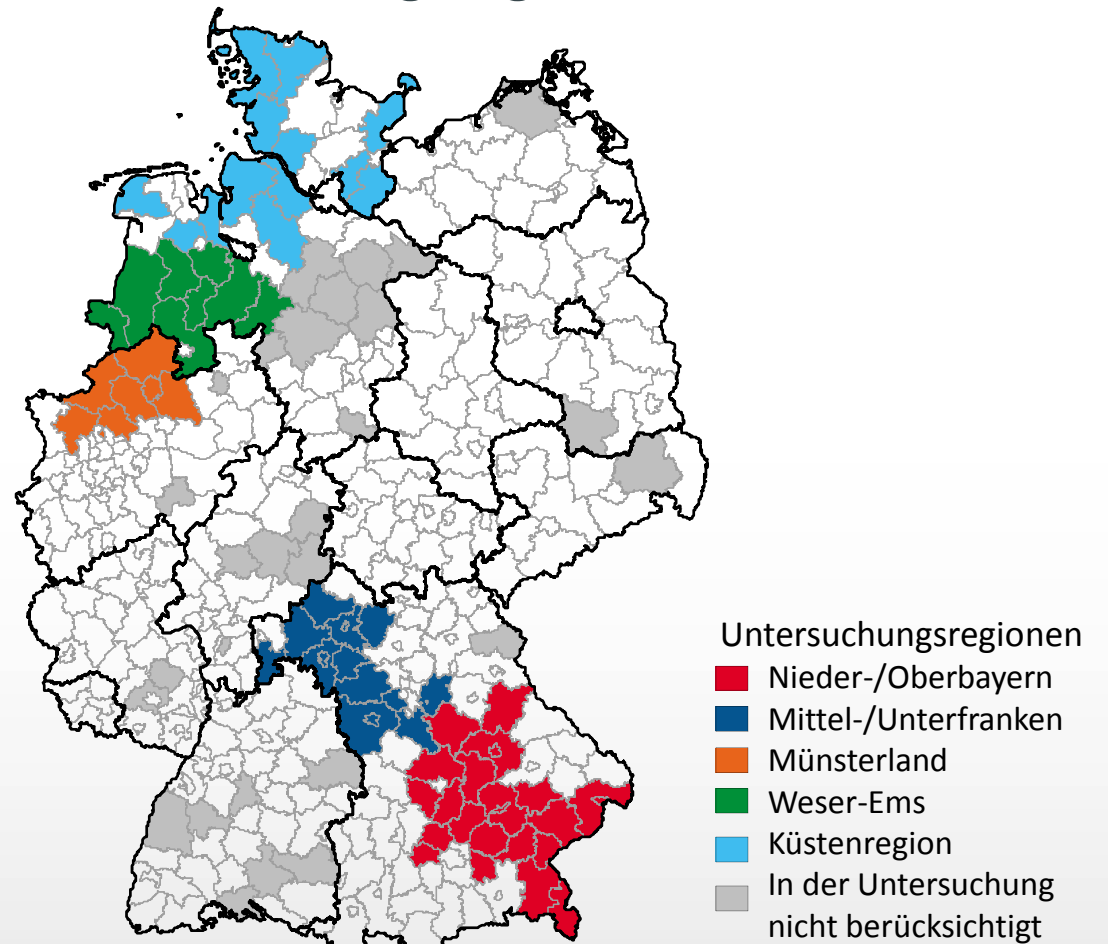 Untersuchungsregionen
Nieder-/Oberbayern
Mittel-/Unterfranken
Münsterland
Weser-Ems
Küstenregion
In der Untersuchung
nicht berücksichtigt